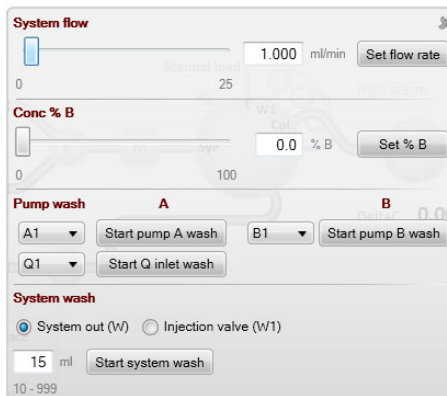 System flow
1.000 ml/min Set flow rate
0 25
Conc % B
0.0 % B Set % B
0 100
Pump wash A B
A1 Start pump A wash B1 Start pump B wash
Q1 Start Q inlet wash
System wash
System out (W) Injection valve (W1)
15 ml Start system wash
10 - 999